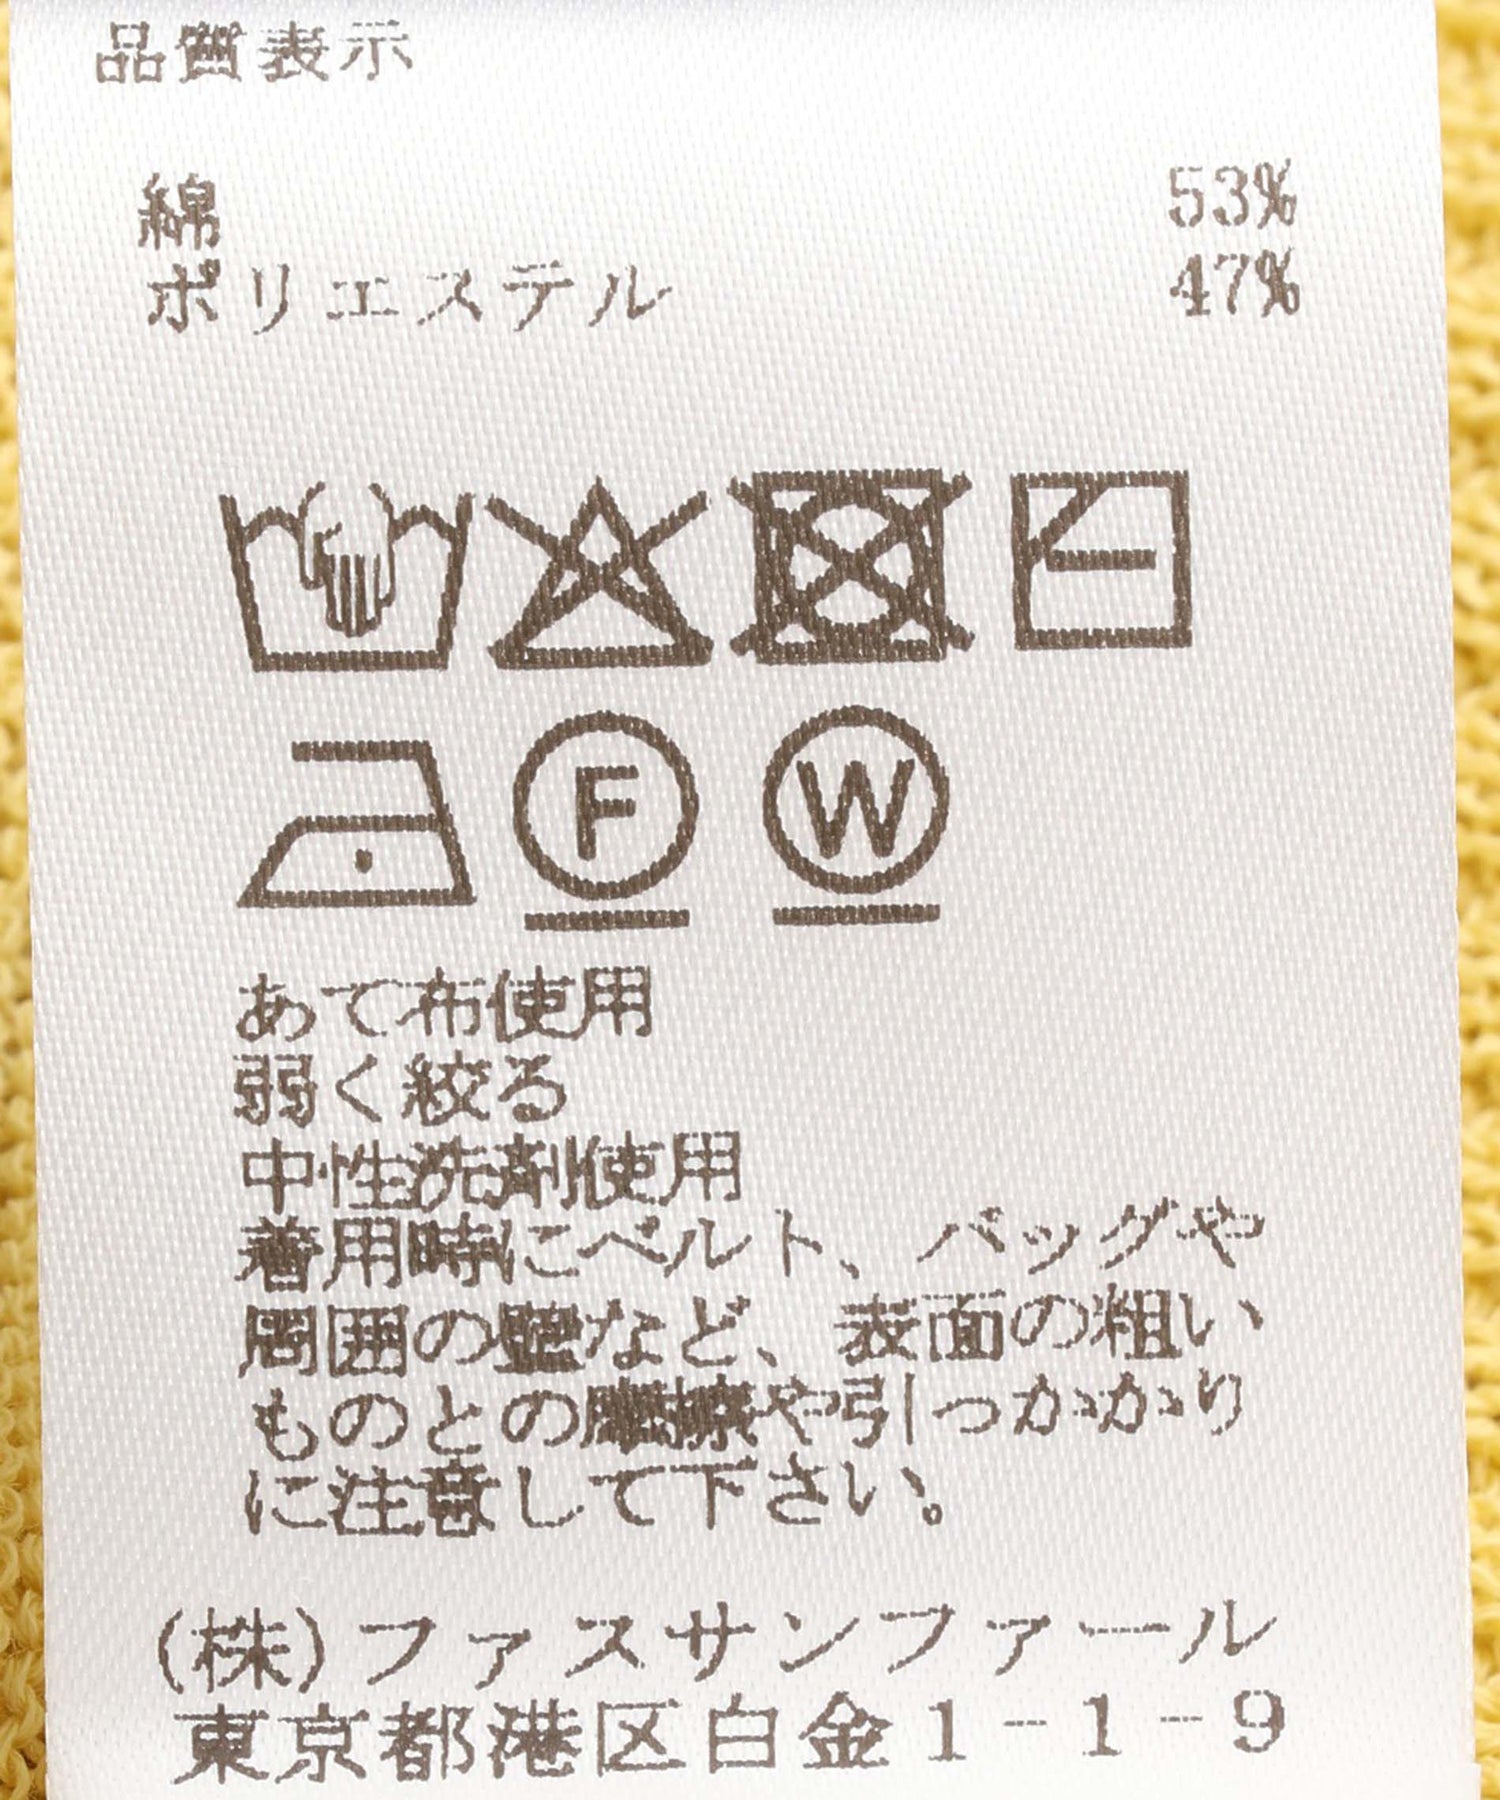 品質表示
綿 53%
ポリエステル 47%
F W
あて布使用
弱く絞る
中性洗剤使用
着用時にベルト、バッグや
周囲の壁など、表面の粗い
ものとの摩擦や引っかかり
に注意して下さい。
(株)ファスサンファール
東京都港区白金1-1-9